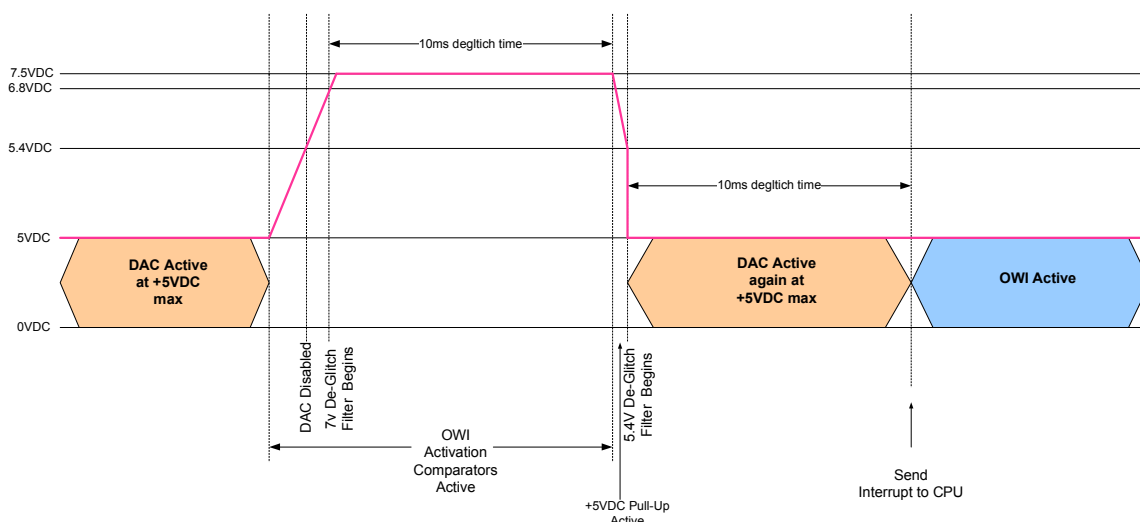 10ms degltich time
7.5VDC
6.8VDC
5.4VDC
10ms degltich time
5VDC
DAC Active
at +5VDC
max
DAC Active
again at
+5VDC max
OWI Active
0VDC
DAC Disabled
7v De-Glitch
Filter Begins
5.4V De-Glitch
Filter Begins
OWI
Activation
Comparators
Active
Send
Interrupt to CPU
+5VDC Pull-Up
Active